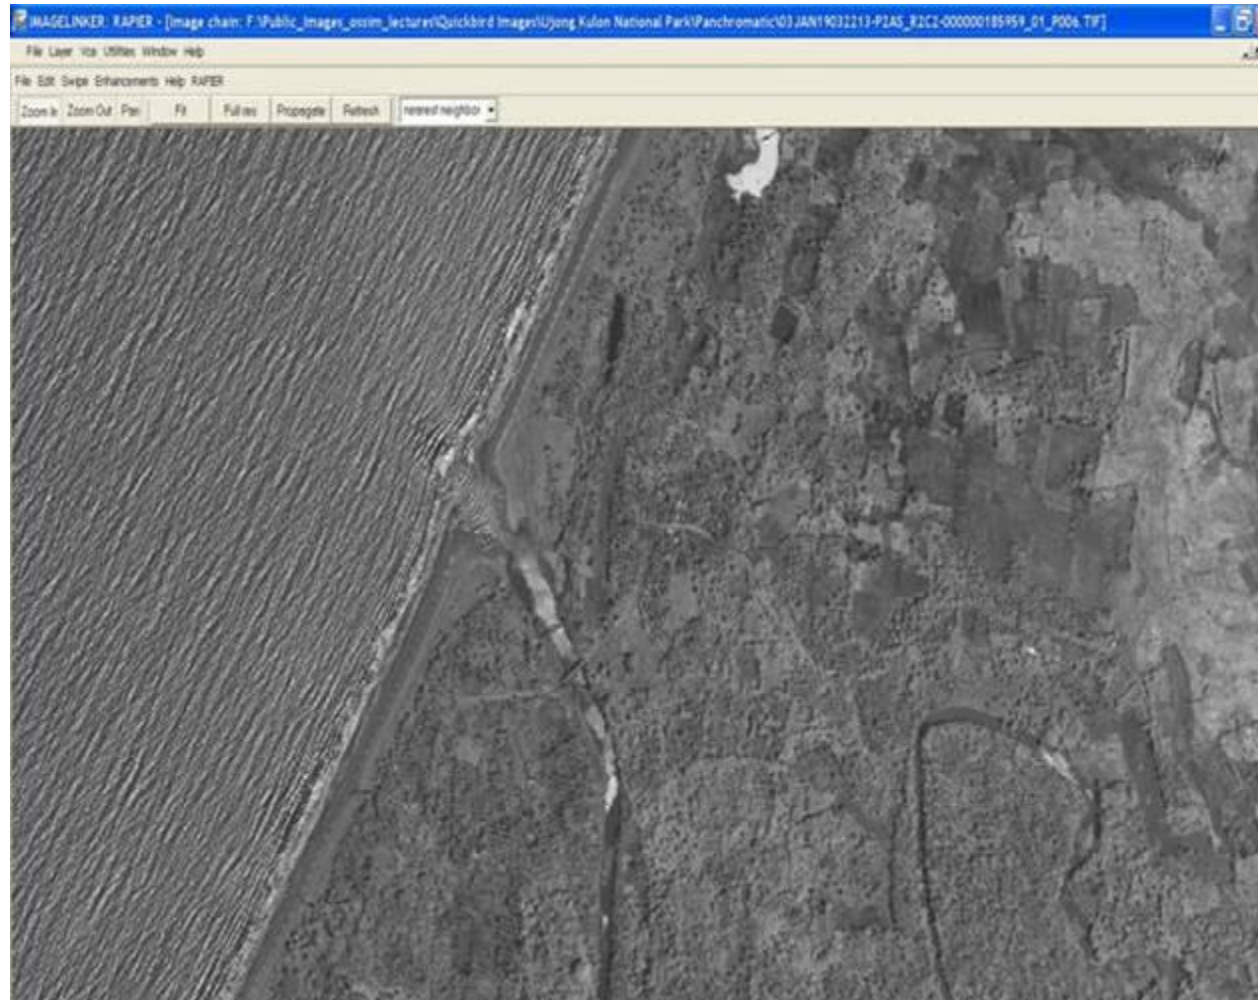 IMAGELINKER: RAPIER - [Image chain: F:\Public_Images_ossim_lectures\Quickbird Images\Ujong Kulon National Park\Panchromatic\03JAN19032213-P2AS_R2C2-000000185959_01_P006.TIF]
File Layer Vce Utilities Window Help
File Edit Swipe Enhancements Help RAPIER
Zoom In Zoom Out Pan Fit Full res Propagate Refresh nearest neighbor